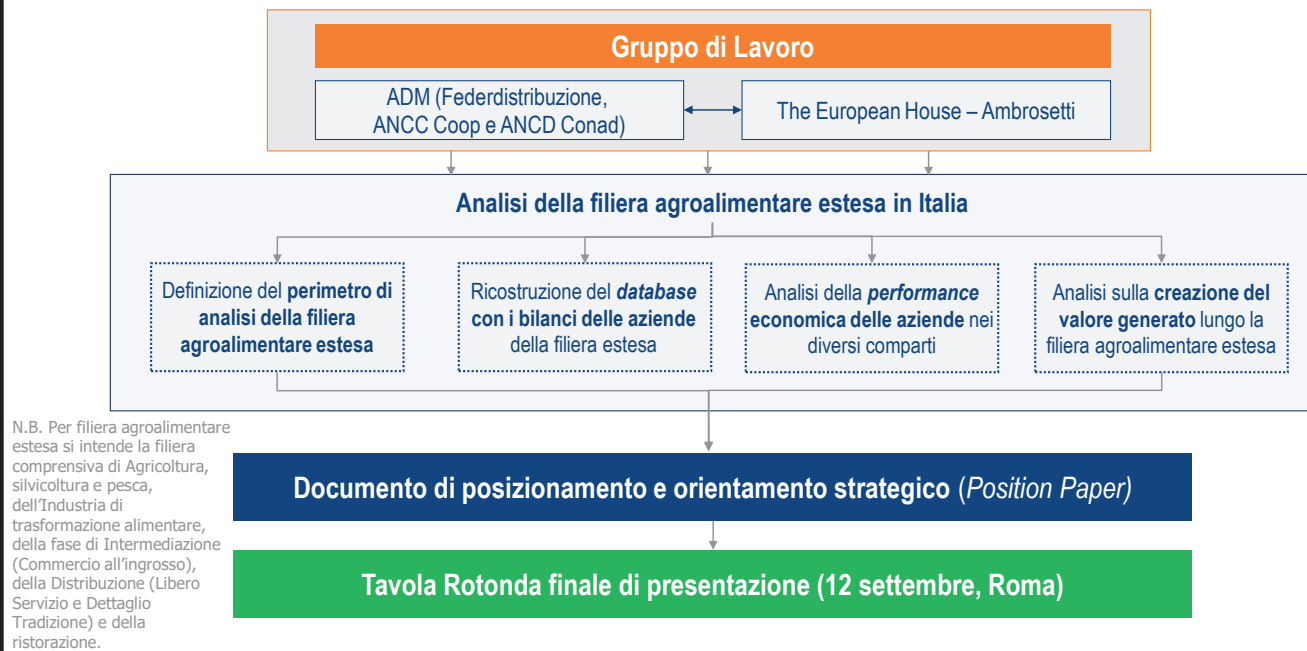 Gruppo di Lavoro
ADM (Federdistribuzione,
ANCC Coop e ANCD Conad)
The European House – Ambrosetti
Analisi della filiera agroalimentare estesa in Italia
Definizione del perimetro di
analisi della filiera
agroalimentare estesa
Ricostruzione del database
con i bilanci delle aziende
della filiera estesa
Analisi della performance
economica delle aziende nei
diversi comparti
Analisi sulla creazione del
valore generato lungo la
filiera agroalimentare estesa
N.B. Per filiera agroalimentare
estesa si intende la filiera
comprensiva di Agricoltura,
silvicoltura e pesca,
dell'Industria di
trasformazione alimentare,
della fase di Intermediazione
(Commercio all'ingrosso),
della Distribuzione (Libero
Servizio e Dettaglio
Tradizione) e della
ristorazione.
Documento di posizionamento e orientamento strategico (Position Paper)
Tavola Rotonda finale di presentazione (12 settembre, Roma)